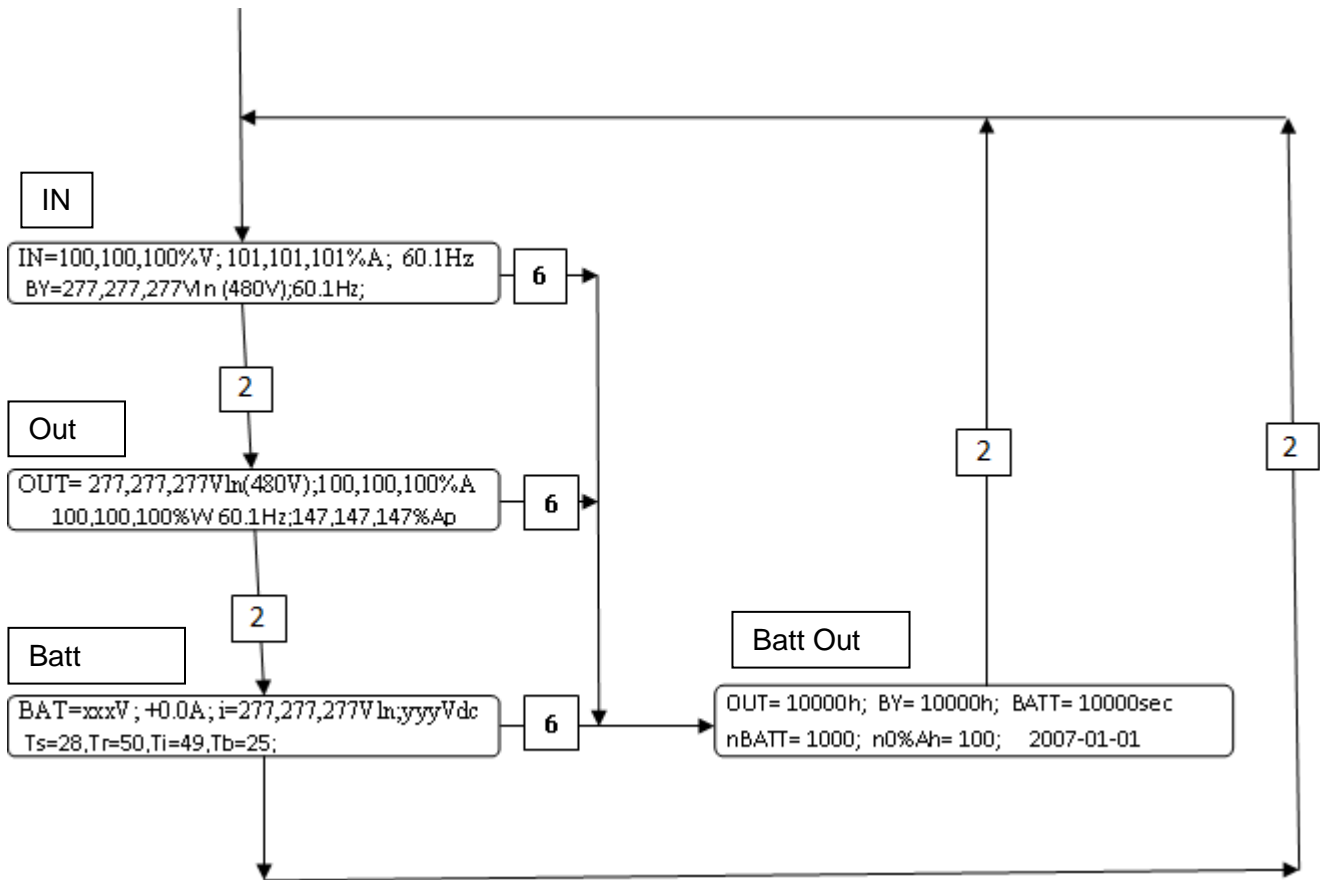 IN
IN=100,100,100%V; 101,101,101%A; 60.1Hz
BY=277,277,277Vln (480V);60.1Hz;
6
2
Out
OUT= 277,277,277Vln(480V);100,100,100%A
100,100,100%W 60.1Hz;147,147,147%Ap
6
2
2
2
Batt
BAT=xxxV; +0.0A; i=277,277,277Vln;yyyVdc
Ts=28,Tr=50,Ti=49,Tb=25;
6
Batt Out
OUT= 10000h; BY= 10000h; BATT= 10000sec
nBATT= 1000; n0%Ah= 100; 2007-01-01